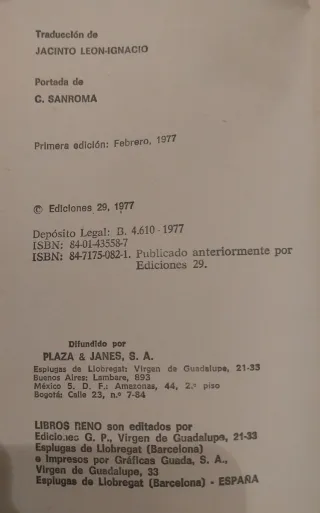 Traducción de
JACINTO LEON-IGNACIO
Portada de
C. SANROMA
Primera edición: Febrero, 1977
© Ediciones 29, 1977
Depósito Legal: B. 4.610 - 1977
ISBN: 84-01-43558-7
ISBN: 84-7175-082-1. Publicado anteriormente por
Ediciones 29.
Difundido por
PLAZA & JANES, S. A.
Esplugas de Llobregat: Virgen de Guadalupe, 21-33
Buenos Aires: Lambare, 893
México 5. D. F.: Amazonas, 44, 2.º piso
Bogotá: Calle 23, n.º 7-84
LIBROS RENO son editados por
Ediciones G. P., Virgen de Guadalupe, 21-33
Esplugas de Llobregat (Barcelona)
e impresos por Gráficas Guada, S. A.,
Virgen de Guadalupe, 33
Esplugas de Llobregat (Barcelona) - ESPAÑA